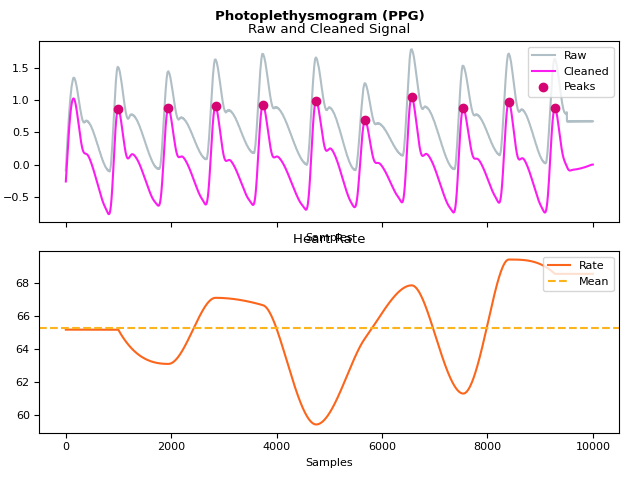 Photoplethysmogram (PPG)
Raw and Cleaned Signal
Raw
Cleaned
Peaks
1.5
1.0
0.5
0.0
−0.5
Samples
Heart Rate
Rate
Mean
68
66
64
62
60
0 2000 4000 6000 8000 10000
Samples